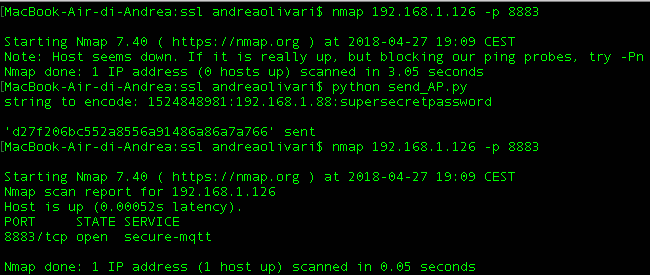 [MacBook-Air-di-Andrea:ssl andreaolivari$ nmap 192.168.1.126 -p 8883
Starting Nmap 7.40 ( https://nmap.org ) at 2018-04-27 19:09 CEST
Note: Host seems down. If it is really up, but blocking our ping probes, try -Pn
Nmap done: 1 IP address (0 hosts up) scanned in 3.05 seconds
[MacBook-Air-di-Andrea:ssl andreaolivari$ python send_AP.py
string to encode: 1524848981:192.168.1.88:supersecretpassword
'd27f206bc552a8556a91486a86a7a766' sent
[MacBook-Air-di-Andrea:ssl andreaolivari$ nmap 192.168.1.126 -p 8883
Starting Nmap 7.40 ( https://nmap.org ) at 2018-04-27 19:09 CEST
Nmap scan report for 192.168.1.126
Host is up (0.00052s latency).
PORT     STATE SERVICE
8883/tcp open  secure-mqtt
Nmap done: 1 IP address (1 host up) scanned in 0.05 seconds